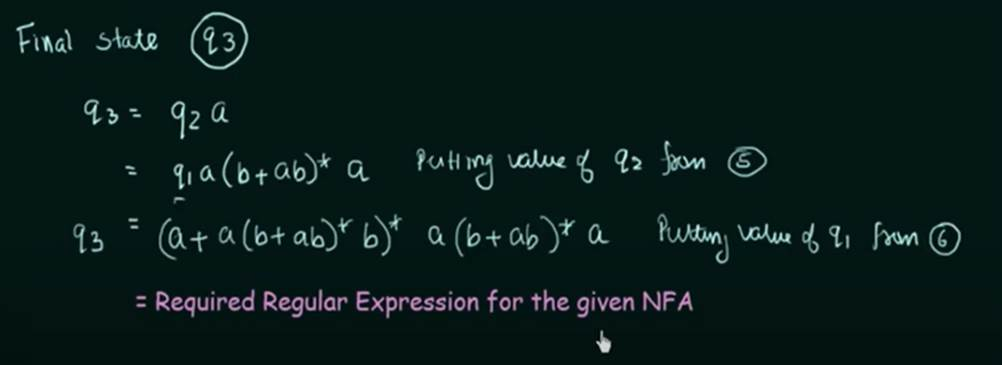 Final state q3
q3 = q2 a
= q1 a (b + ab)* a Putting value of q2 from 5
q3 = (a + a (b + ab)* b)* a (b + ab)* a Putting value of q1 from 6
= Required Regular Expression for the given NFA